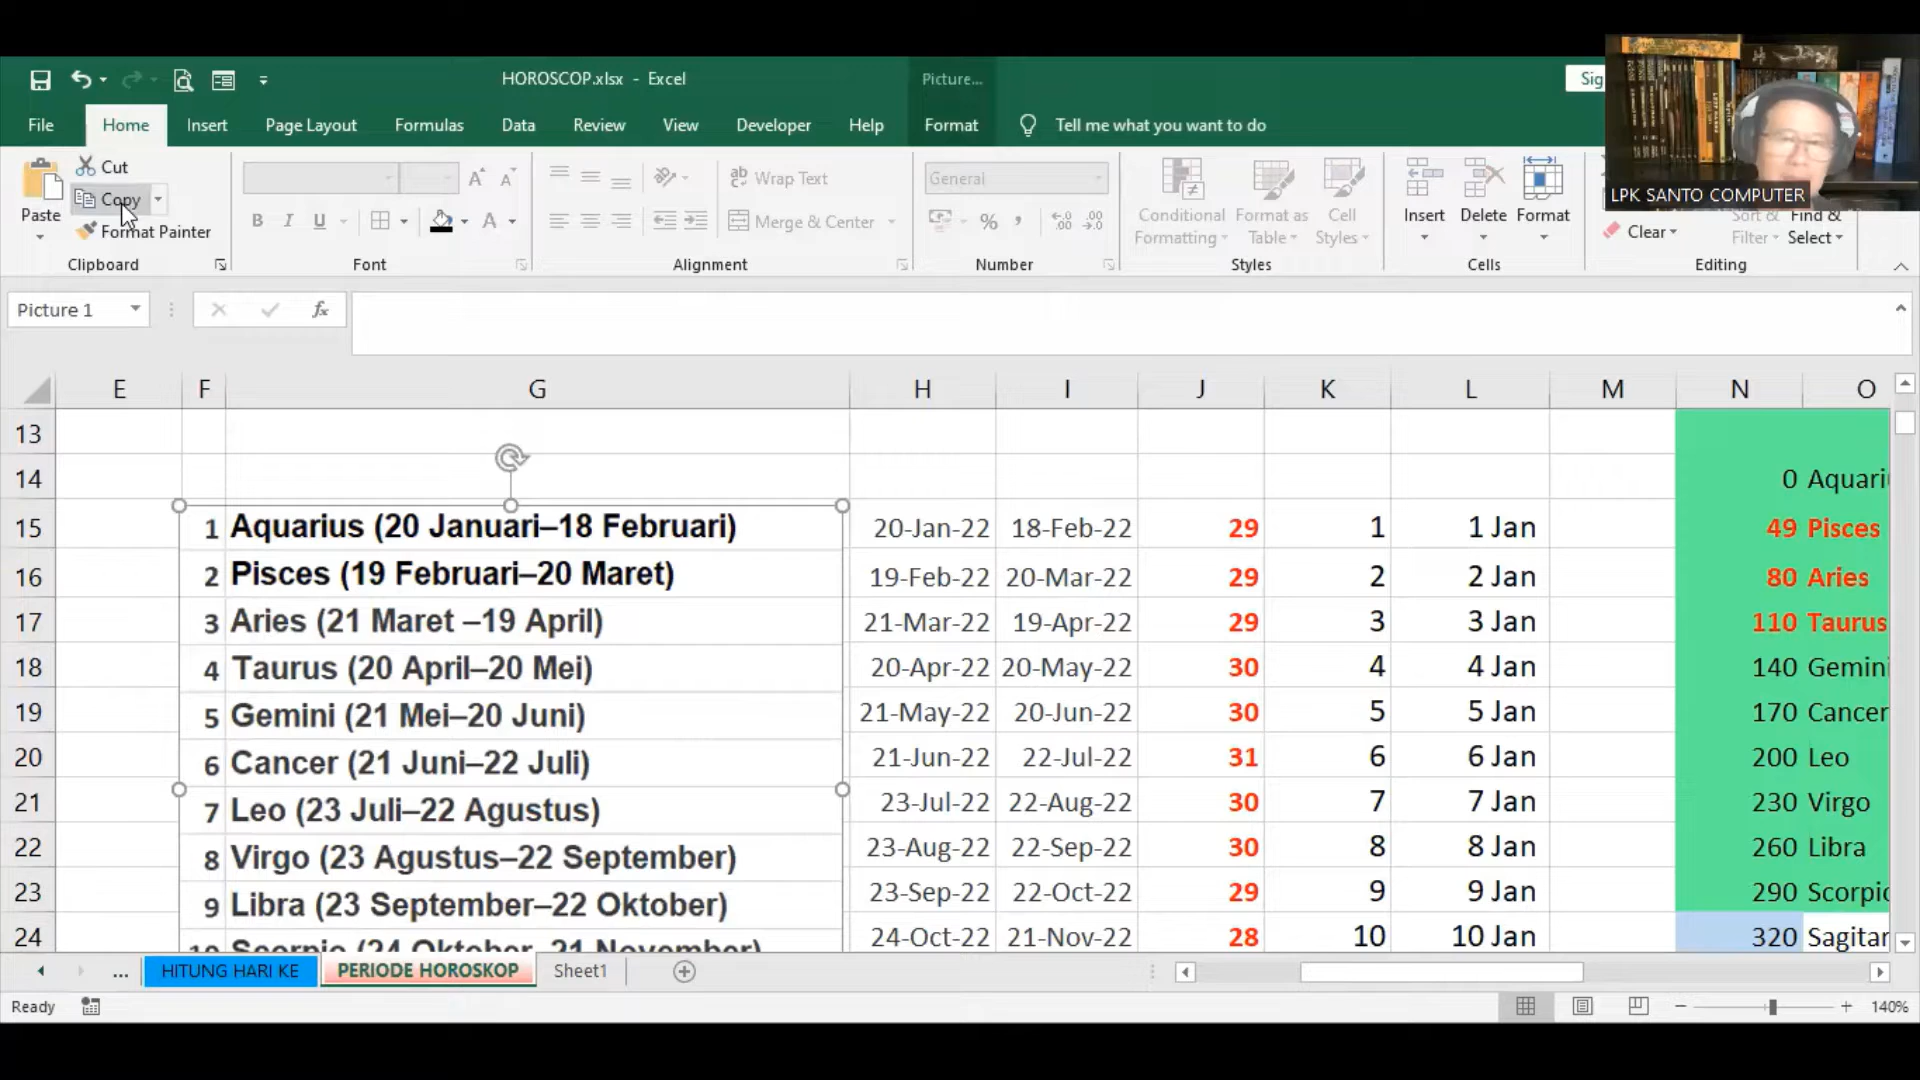 HOROSCOP.xlsx - Excel
Picture...
File Home Insert Page Layout Formulas Data Review View Developer Help Format Tell me what you want to do
LPK SANTO COMPUTER
Paste
Cut
Copy
Format Painter
Clipboard
B I U A A A
Font
ab Wrap Text
Merge & Center
Alignment
General
%
Number
Conditional Formatting
Format as Table
Cell Styles
Styles
Insert
Delete
Format
Cells
Clear
Sort & Filter
Find & Select
Editing
Picture 1
fx
E F G H I J K L M N O
13
14 0 Aquari
15 1 Aquarius (20 Januari–18 Februari) 20-Jan-22 18-Feb-22 29 1 1 Jan 49 Pisces
16 2 Pisces (19 Februari–20 Maret) 19-Feb-22 20-Mar-22 29 2 2 Jan 80 Aries
17 3 Aries (21 Maret –19 April) 21-Mar-22 19-Apr-22 29 3 3 Jan 110 Taurus
18 4 Taurus (20 April–20 Mei) 20-Apr-22 20-May-22 30 4 4 Jan 140 Gemini
19 5 Gemini (21 Mei–20 Juni) 21-May-22 20-Jun-22 30 5 5 Jan 170 Cancer
20 6 Cancer (21 Juni–22 Juli) 21-Jun-22 22-Jul-22 31 6 6 Jan 200 Leo
21 7 Leo (23 Juli–22 Agustus) 23-Jul-22 22-Aug-22 30 7 7 Jan 230 Virgo
22 8 Virgo (23 Agustus–22 September) 23-Aug-22 22-Sep-22 30 8 8 Jan 260 Libra
23 9 Libra (23 September–22 Oktober) 23-Sep-22 22-Oct-22 29 9 9 Jan 290 Scorpio
24 10 Scorpio (24 Oktober–21 November) 24-Oct-22 21-Nov-22 28 10 10 Jan 320 Sagitar
... HITUNG HARI KE PERIODE HOROSKOP Sheet1
Ready 140%